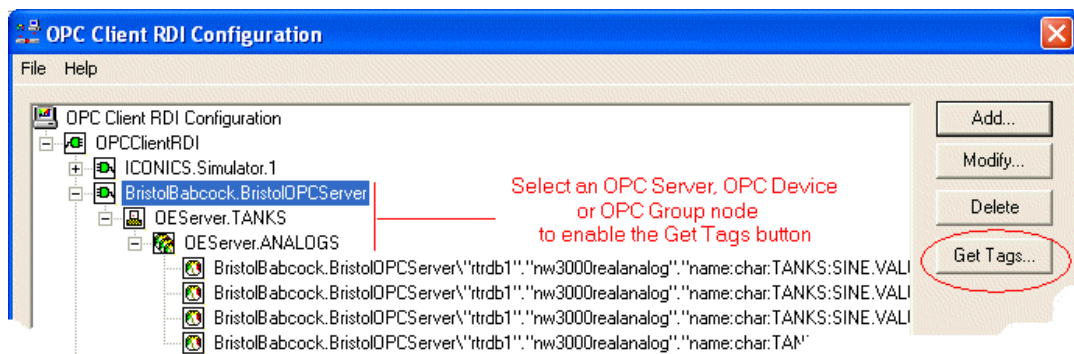 OPC Client RDI Configuration
File Help
OPC Client RDI Configuration
OPCClientRDI
ICONICS.Simulator.1
BristolBabcock.BristolOPCServer
OEServer.TANKS
OEServer.ANALOGS
BristolBabcock.BristolOPCServer\"rtrdb1"."nw3000realanalog"."name:char:TANKS:SINE.VALU
BristolBabcock.BristolOPCServer\"rtrdb1"."nw3000realanalog"."name:char:TANKS:SINE.VALU
BristolBabcock.BristolOPCServer\"rtrdb1"."nw3000realanalog"."name:char:TANKS:SINE.VALU
BristolBabcock.BristolOPCServer\"rtrdb1"."nw3000realanalog"."name:char:TAN
Select an OPC Server, OPC Device
or OPC Group node
to enable the Get Tags button
Add...
Modify...
Delete
Get Tags...